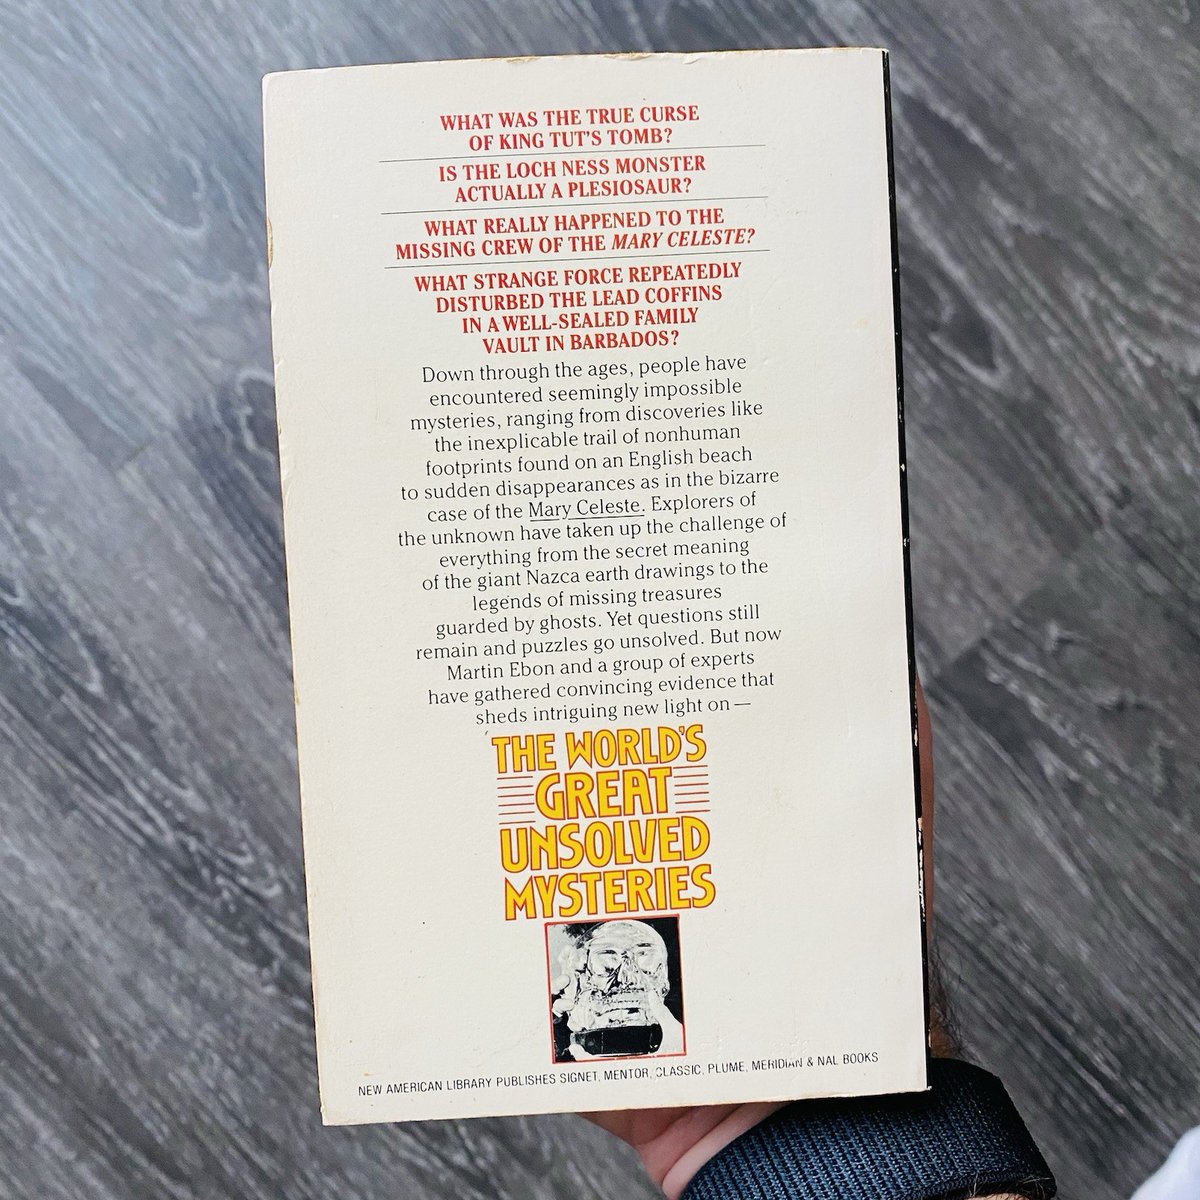 WHAT WAS THE TRUE CURSE
OF KING TUT'S TOMB?
IS THE LOCH NESS MONSTER
ACTUALLY A PLESIOSAUR?
WHAT REALLY HAPPENED TO THE
MISSING CREW OF THE MARY CELESTE?
WHAT STRANGE FORCE REPEATEDLY
DISTURBED THE LEAD COFFINS
IN A WELL-SEALED FAMILY
VAULT IN BARBADOS?
Down through the ages, people have
encountered seemingly impossible
mysteries, ranging from discoveries like
the inexplicable trail of nonhuman
footprints found on an English beach
to sudden disappearances as in the bizarre
case of the Mary Celeste. Explorers of
the unknown have taken up the challenge of
everything from the secret meaning
of the giant Nazca earth drawings to the
legends of missing treasures
guarded by ghosts. Yet questions still
remain and puzzles go unsolved. But now
Martin Ebon and a group of experts
have gathered convincing evidence that
sheds intriguing new light on —
THE WORLD'S
GREAT
UNSOLVED
MYSTERIES
NEW AMERICAN LIBRARY PUBLISHES SIGNET, MENTOR, CLASSIC, PLUME, MERIDIAN & NAL BOOKS